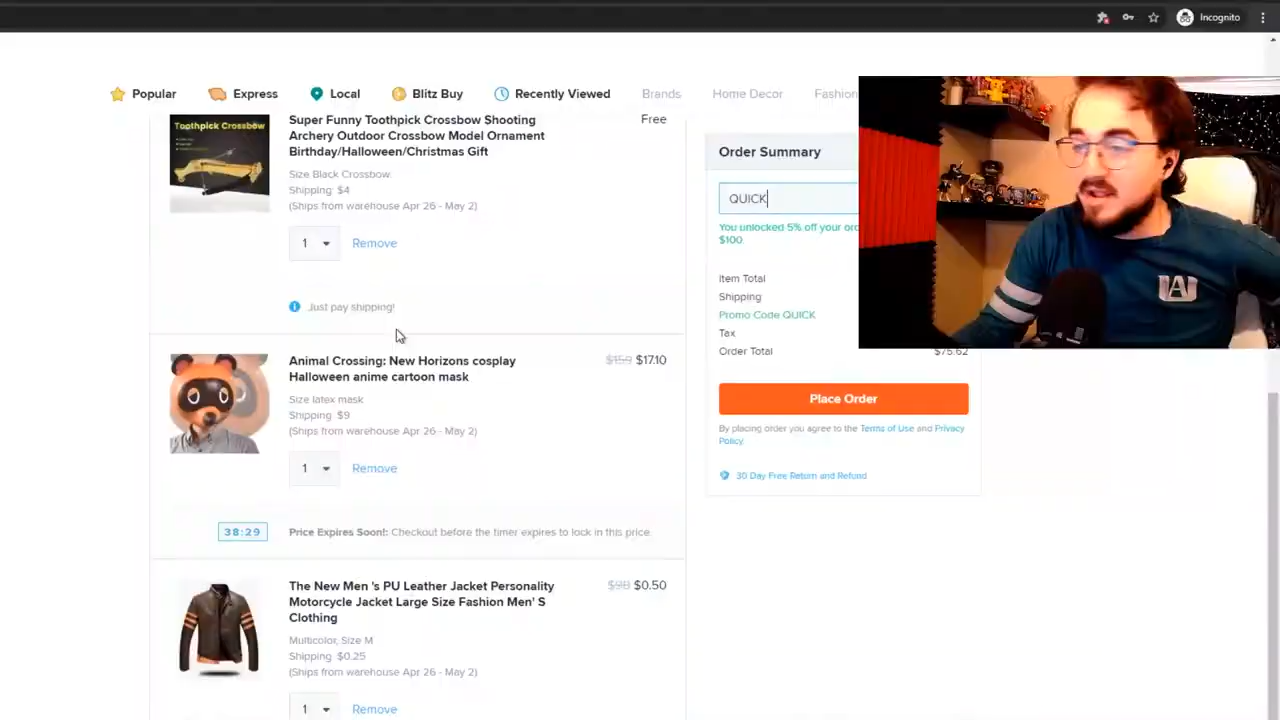 Incognito
Popular
Express
Local
Blitz Buy
Recently Viewed
Brands
Home Decor
Fashion
Toothpick Crossbow
Super Funny Toothpick Crossbow Shooting
Archery Outdoor Crossbow Model Ornament
Birthday/Halloween/Christmas Gift
Free
Size Black Crossbow
Shipping $4
(Ships from warehouse Apr 26 - May 2)
1
Remove
Just pay shipping!
Animal Crossing: New Horizons cosplay
Halloween anime cartoon mask
$159 $17.10
Size latex mask
Shipping $9
(Ships from warehouse Apr 26 - May 2)
1
Remove
38:29
Price Expires Soon!: Checkout before the timer expires to lock in this price.
The New Men 's PU Leather Jacket Personality
Motorcycle Jacket Large Size Fashion Men' S
Clothing
$98 $0.50
Multicolor, Size M
Shipping $0.25
(Ships from warehouse Apr 26 - May 2)
1
Remove
Order Summary
QUICK
You unlocked 5% off your
$100.
Item Total
Shipping
Promo Code QUICK
Tax
Order Total
$75.62
Place Order
By placing order you agree to the Terms of Use and Privacy
Policy.
30 Day Free Return and Refund